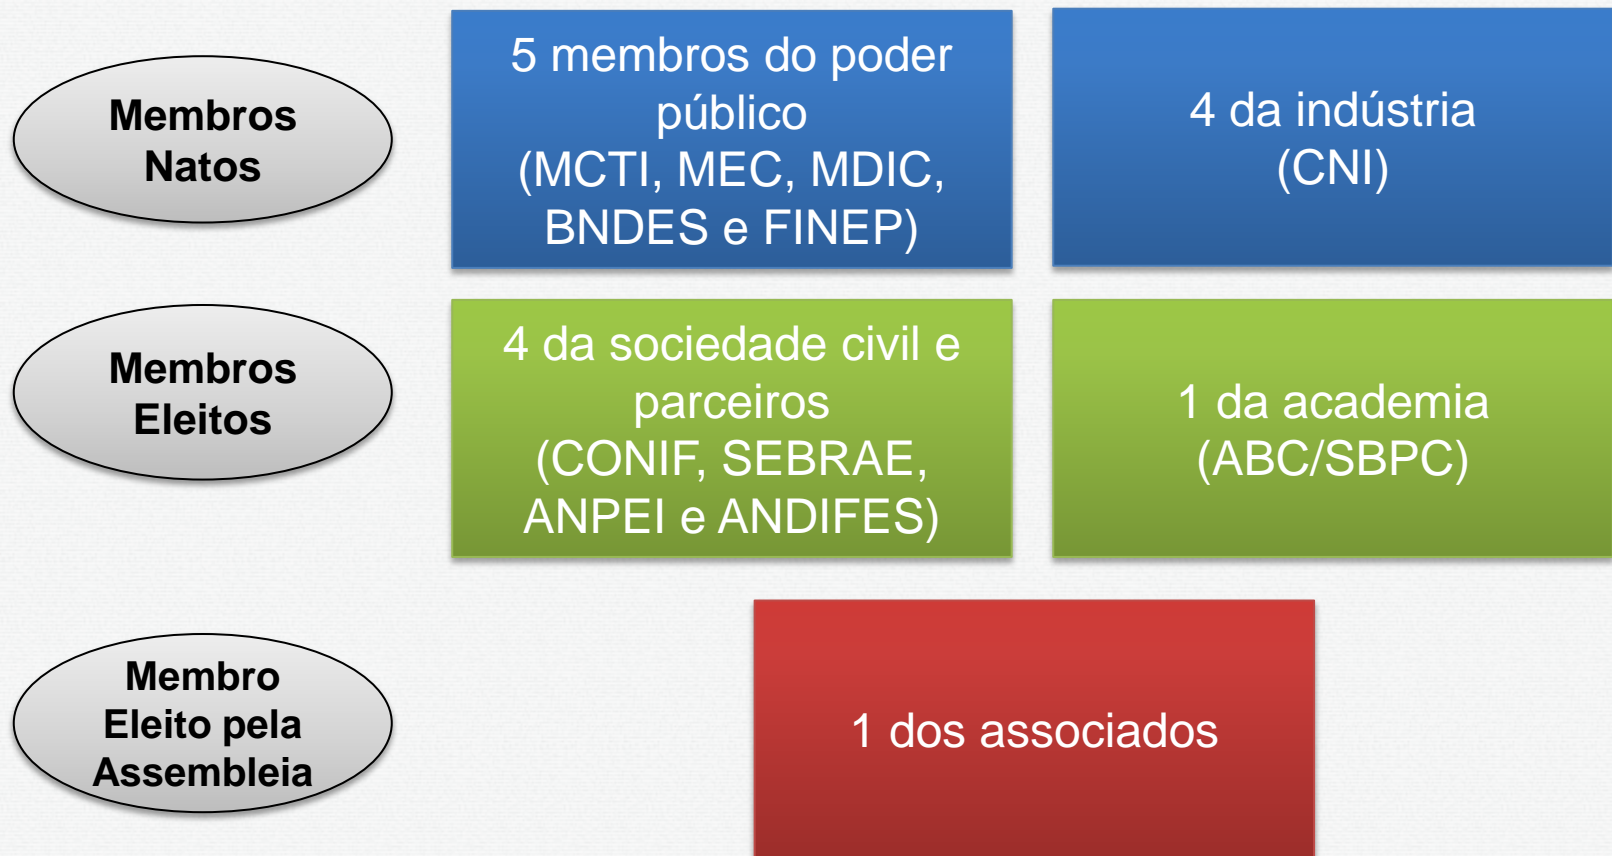 Membros
Natos
5 membros do poder
público
(MCTI, MEC, MDIC,
BNDES e FINEP)
4 da indústria
(CNI)
Membros
Eleitos
4 da sociedade civil e
parceiros
(CONIF, SEBRAE,
ANPEI e ANDIFES)
1 da academia
(ABC/SBPC)
Membro
Eleito pela
Assembleia
1 dos associados